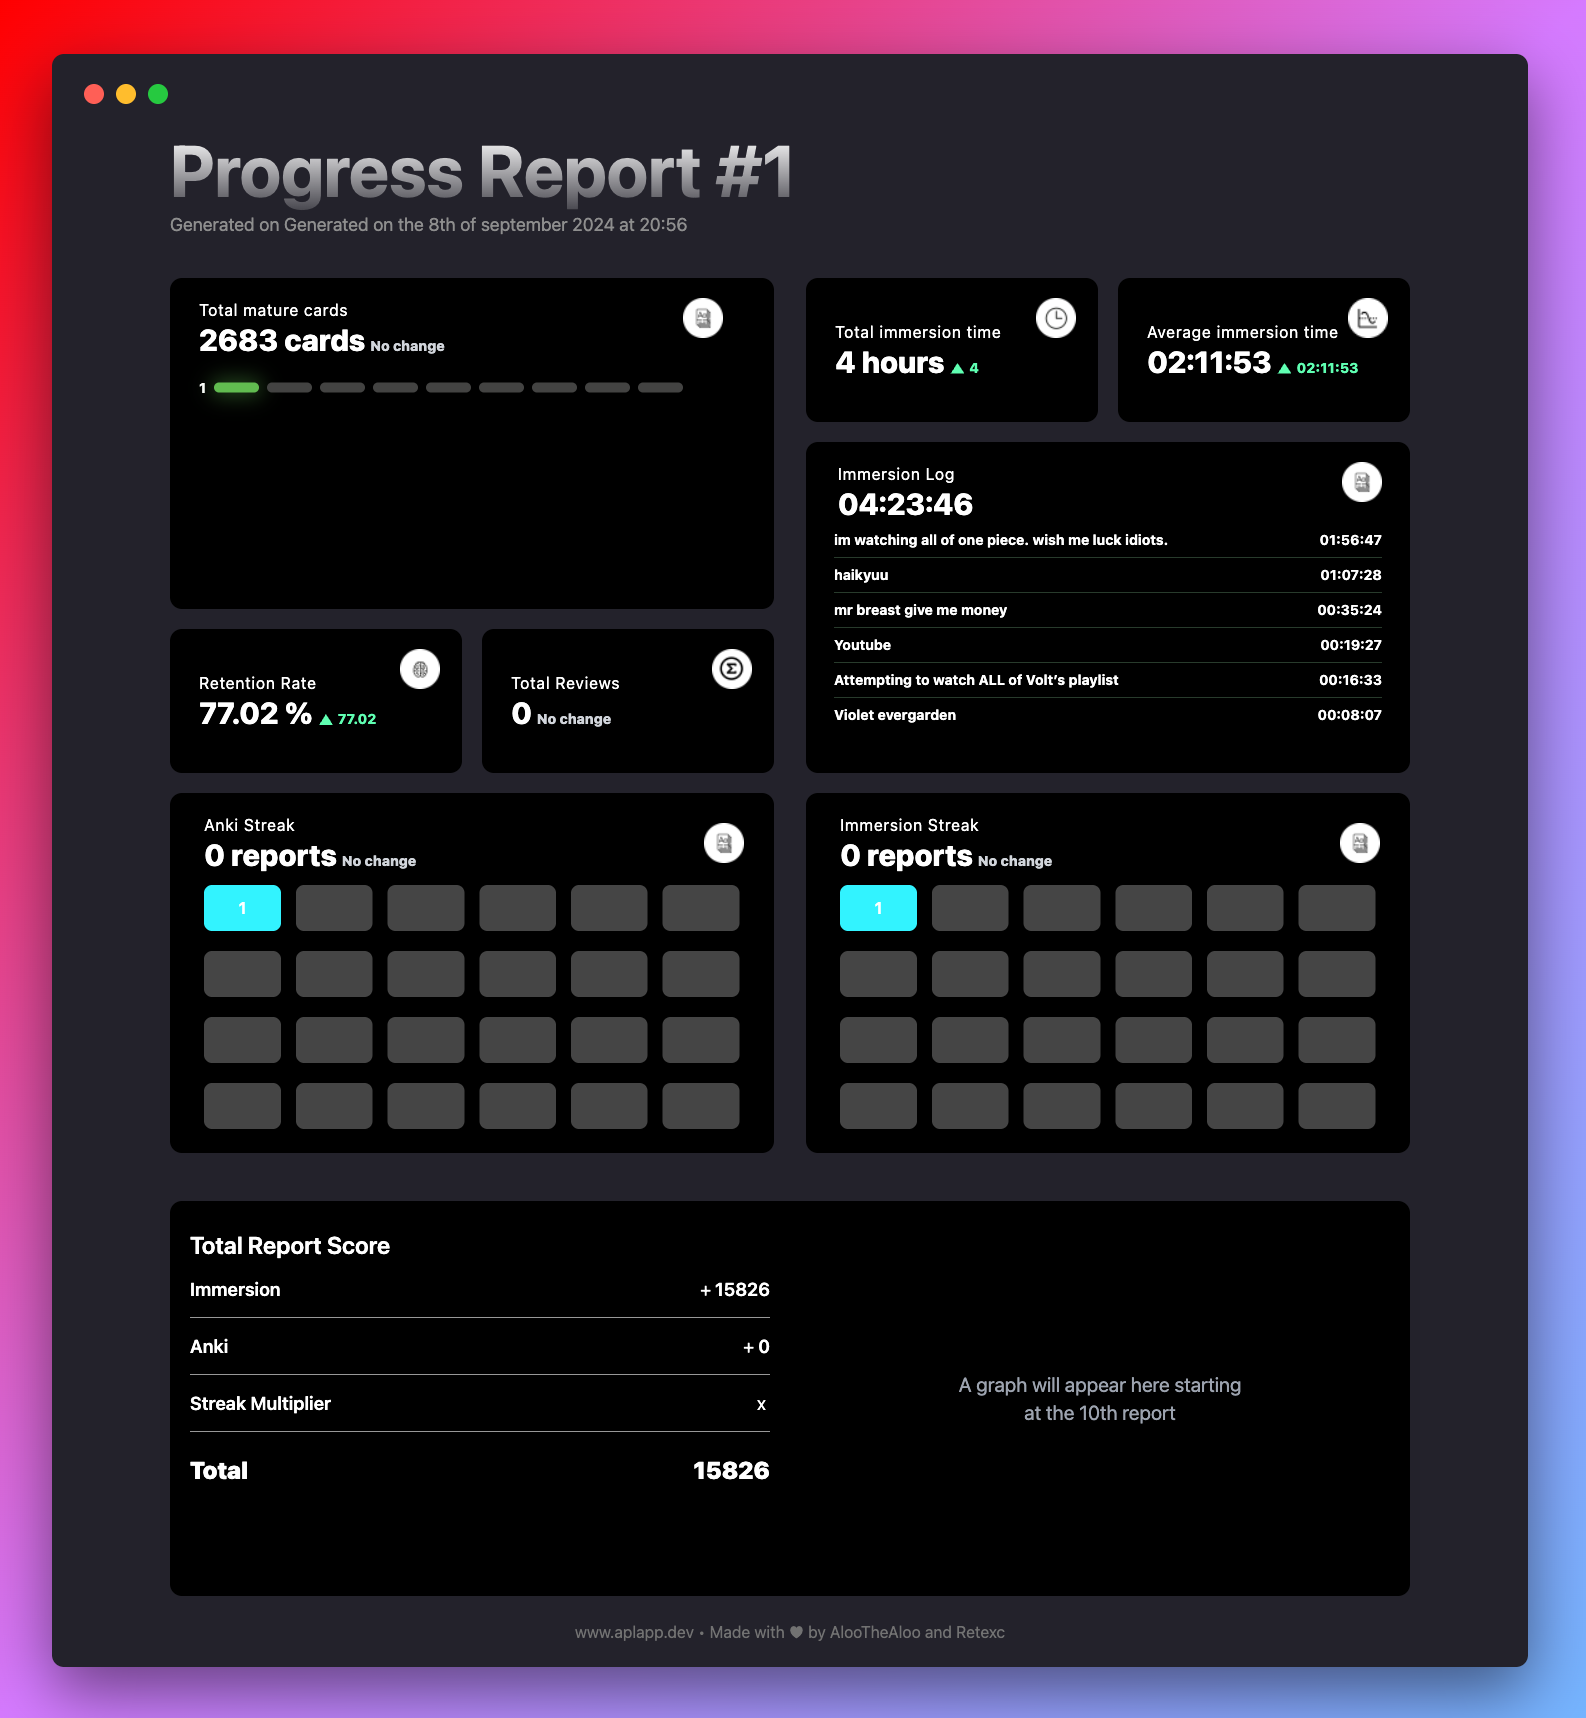 Progress Report #1
Generated on Generated on the 8th of september 2024 at 20:56
Total mature cards
2683 cards No change
1
Total immersion time
4 hours ▲ 4
Average immersion time
02:11:53 ▲ 02:11:53
Immersion Log
04:23:46
im watching all of one piece. wish me luck idiots. 01:56:47
haikyuu 01:07:28
mr breast give me money 00:35:24
Youtube 00:19:27
Attempting to watch ALL of Volt's playlist 00:16:33
Violet evergarden 00:08:07
Retention Rate
77.02 % ▲ 77.02
Total Reviews
0 No change
Anki Streak
0 reports No change
1
Immersion Streak
0 reports No change
1
Total Report Score
Immersion + 15826
Anki + 0
Streak Multiplier x
Total 15826
A graph will appear here starting
at the 10th report
www.aplapp.dev • Made with ♥ by AlooTheAloo and Retexc